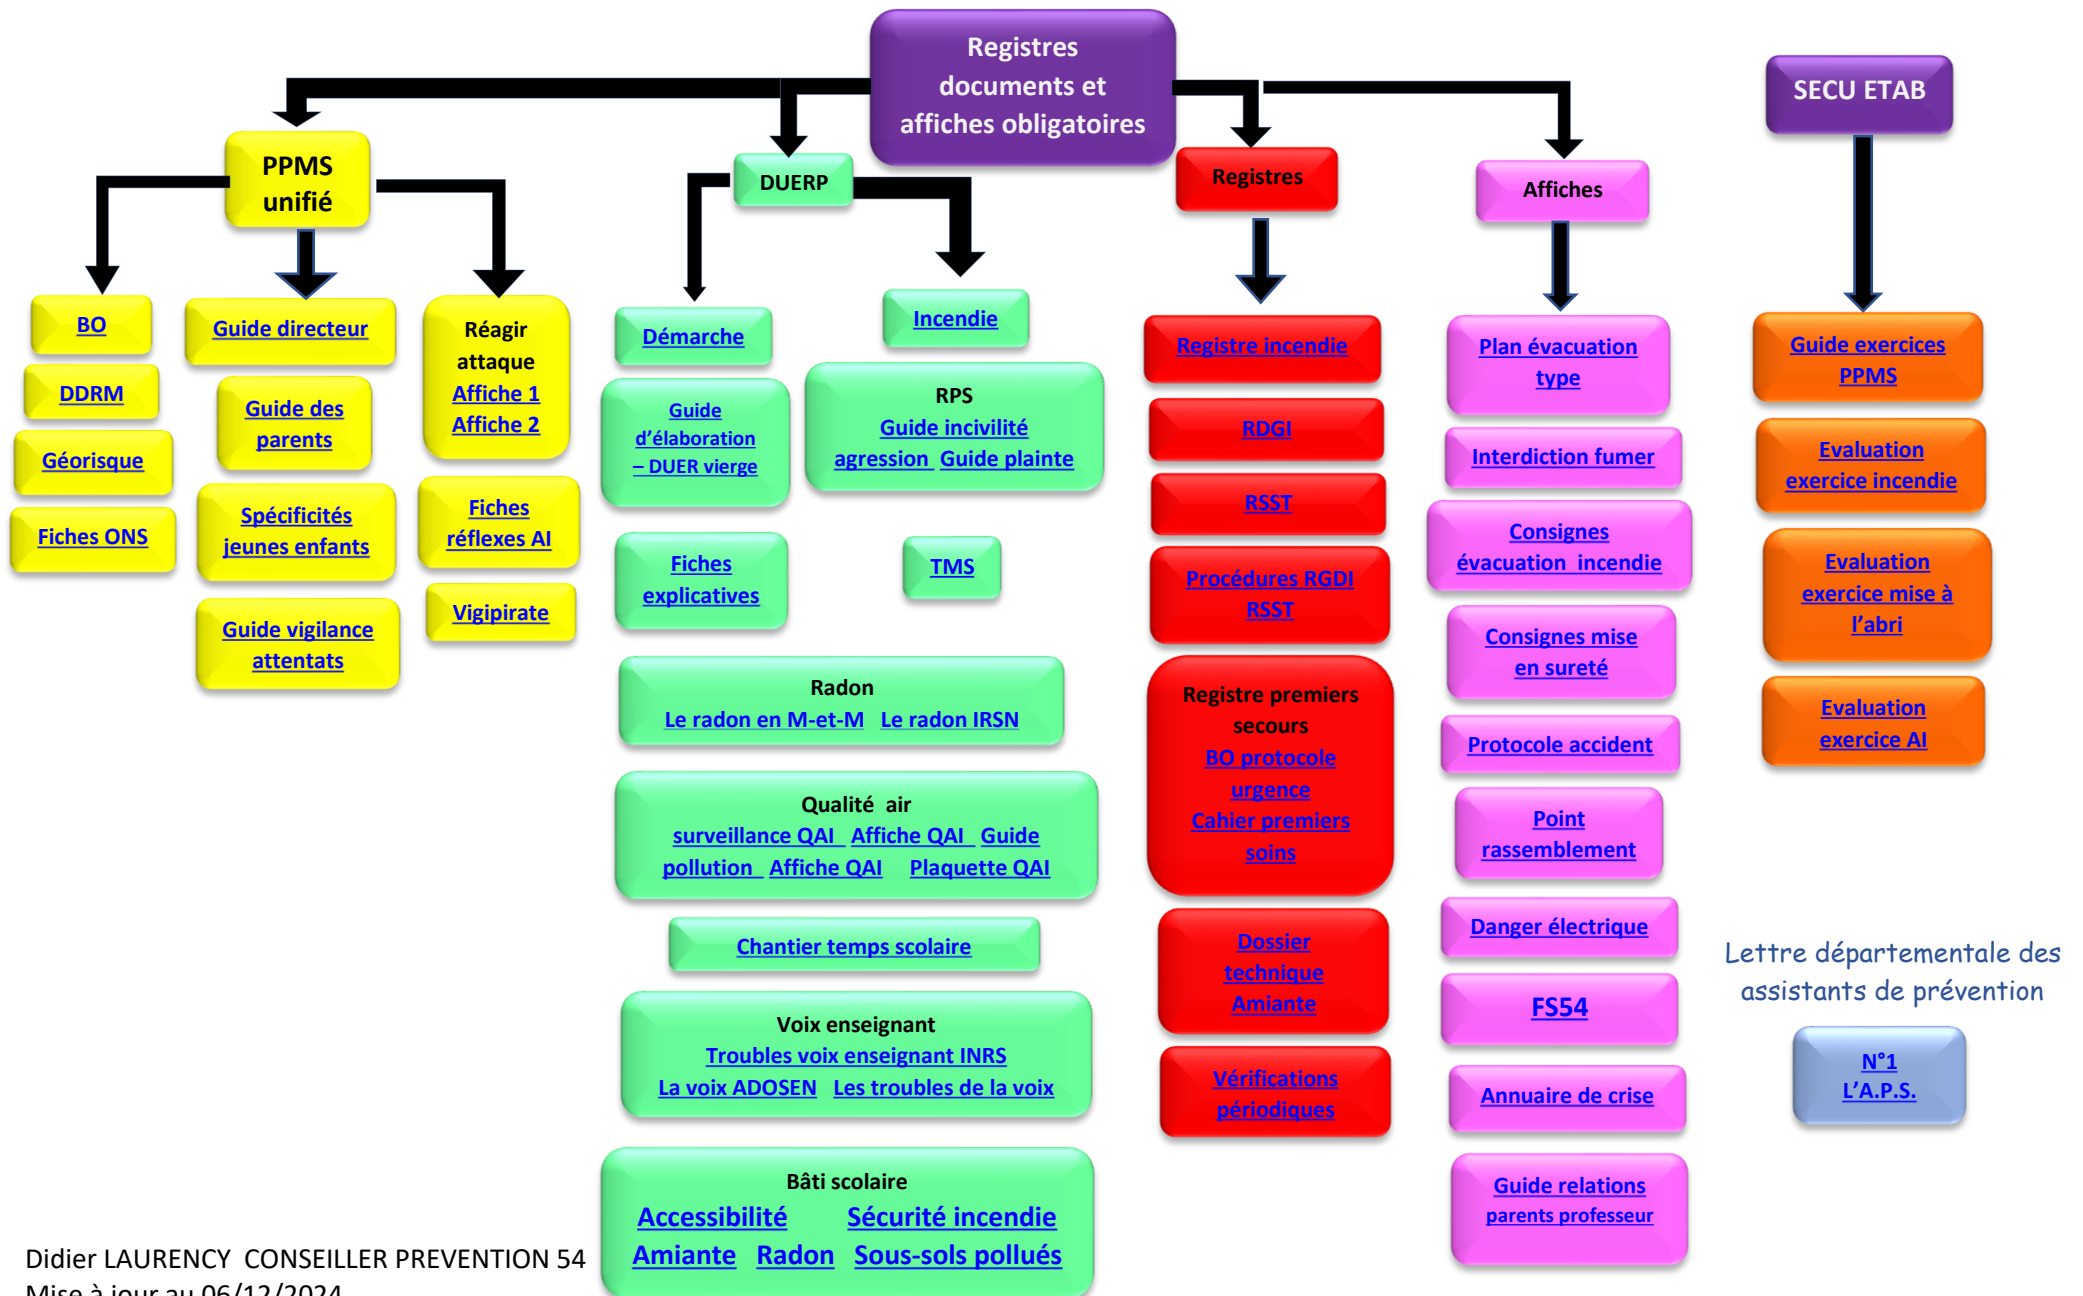 Registres
documents et
affiches obligatoires
SECU ETAB
PPMS
unifié
DUERP
Registres
Affiches
BO
DDRM
Géorisque
Fiches ONS
Guide directeur
Guide des
parents
Spécificités
jeunes enfants
Guide vigilance
attentats
Réagir
attaque
Affiche 1
Affiche 2
Fiches
réflexes AI
Vigipirate
Démarche
Guide
d’élaboration
– DUER vierge
Fiches
explicatives
Incendie
RPS
Guide incivilité
agression Guide plainte
TMS
Radon
Le radon en M-et-M Le radon IRSN
Qualité air
surveillance QAI Affiche QAI Guide
pollution Affiche QAI Plaquette QAI
Chantier temps scolaire
Voix enseignant
Troubles voix enseignant INRS
La voix ADOSEN Les troubles de la voix
Bâti scolaire
Accessibilité Sécurité incendie
Amiante Radon Sous-sols pollués
Registre incendie
RDGI
RSST
Procédures RGDI
RSST
Registre premiers
secours
BO protocole
urgence
Cahier premiers
soins
Dossier
technique
Amiante
Vérifications
périodiques
Plan évacuation
type
Interdiction fumer
Consignes
évacuation incendie
Consignes mise
en sureté
Protocole accident
Point
rassemblement
Danger électrique
FS54
Annuaire de crise
Guide relations
parents professeur
Guide exercices
PPMS
Evaluation
exercice incendie
Evaluation
exercice mise à
l’abri
Evaluation
exercice AI
Lettre départementale des
assistants de prévention
N°1
L’A.P.S.
Didier LAURENCY CONSEILLER PREVENTION 54
Mise à jour au 06/12/2024